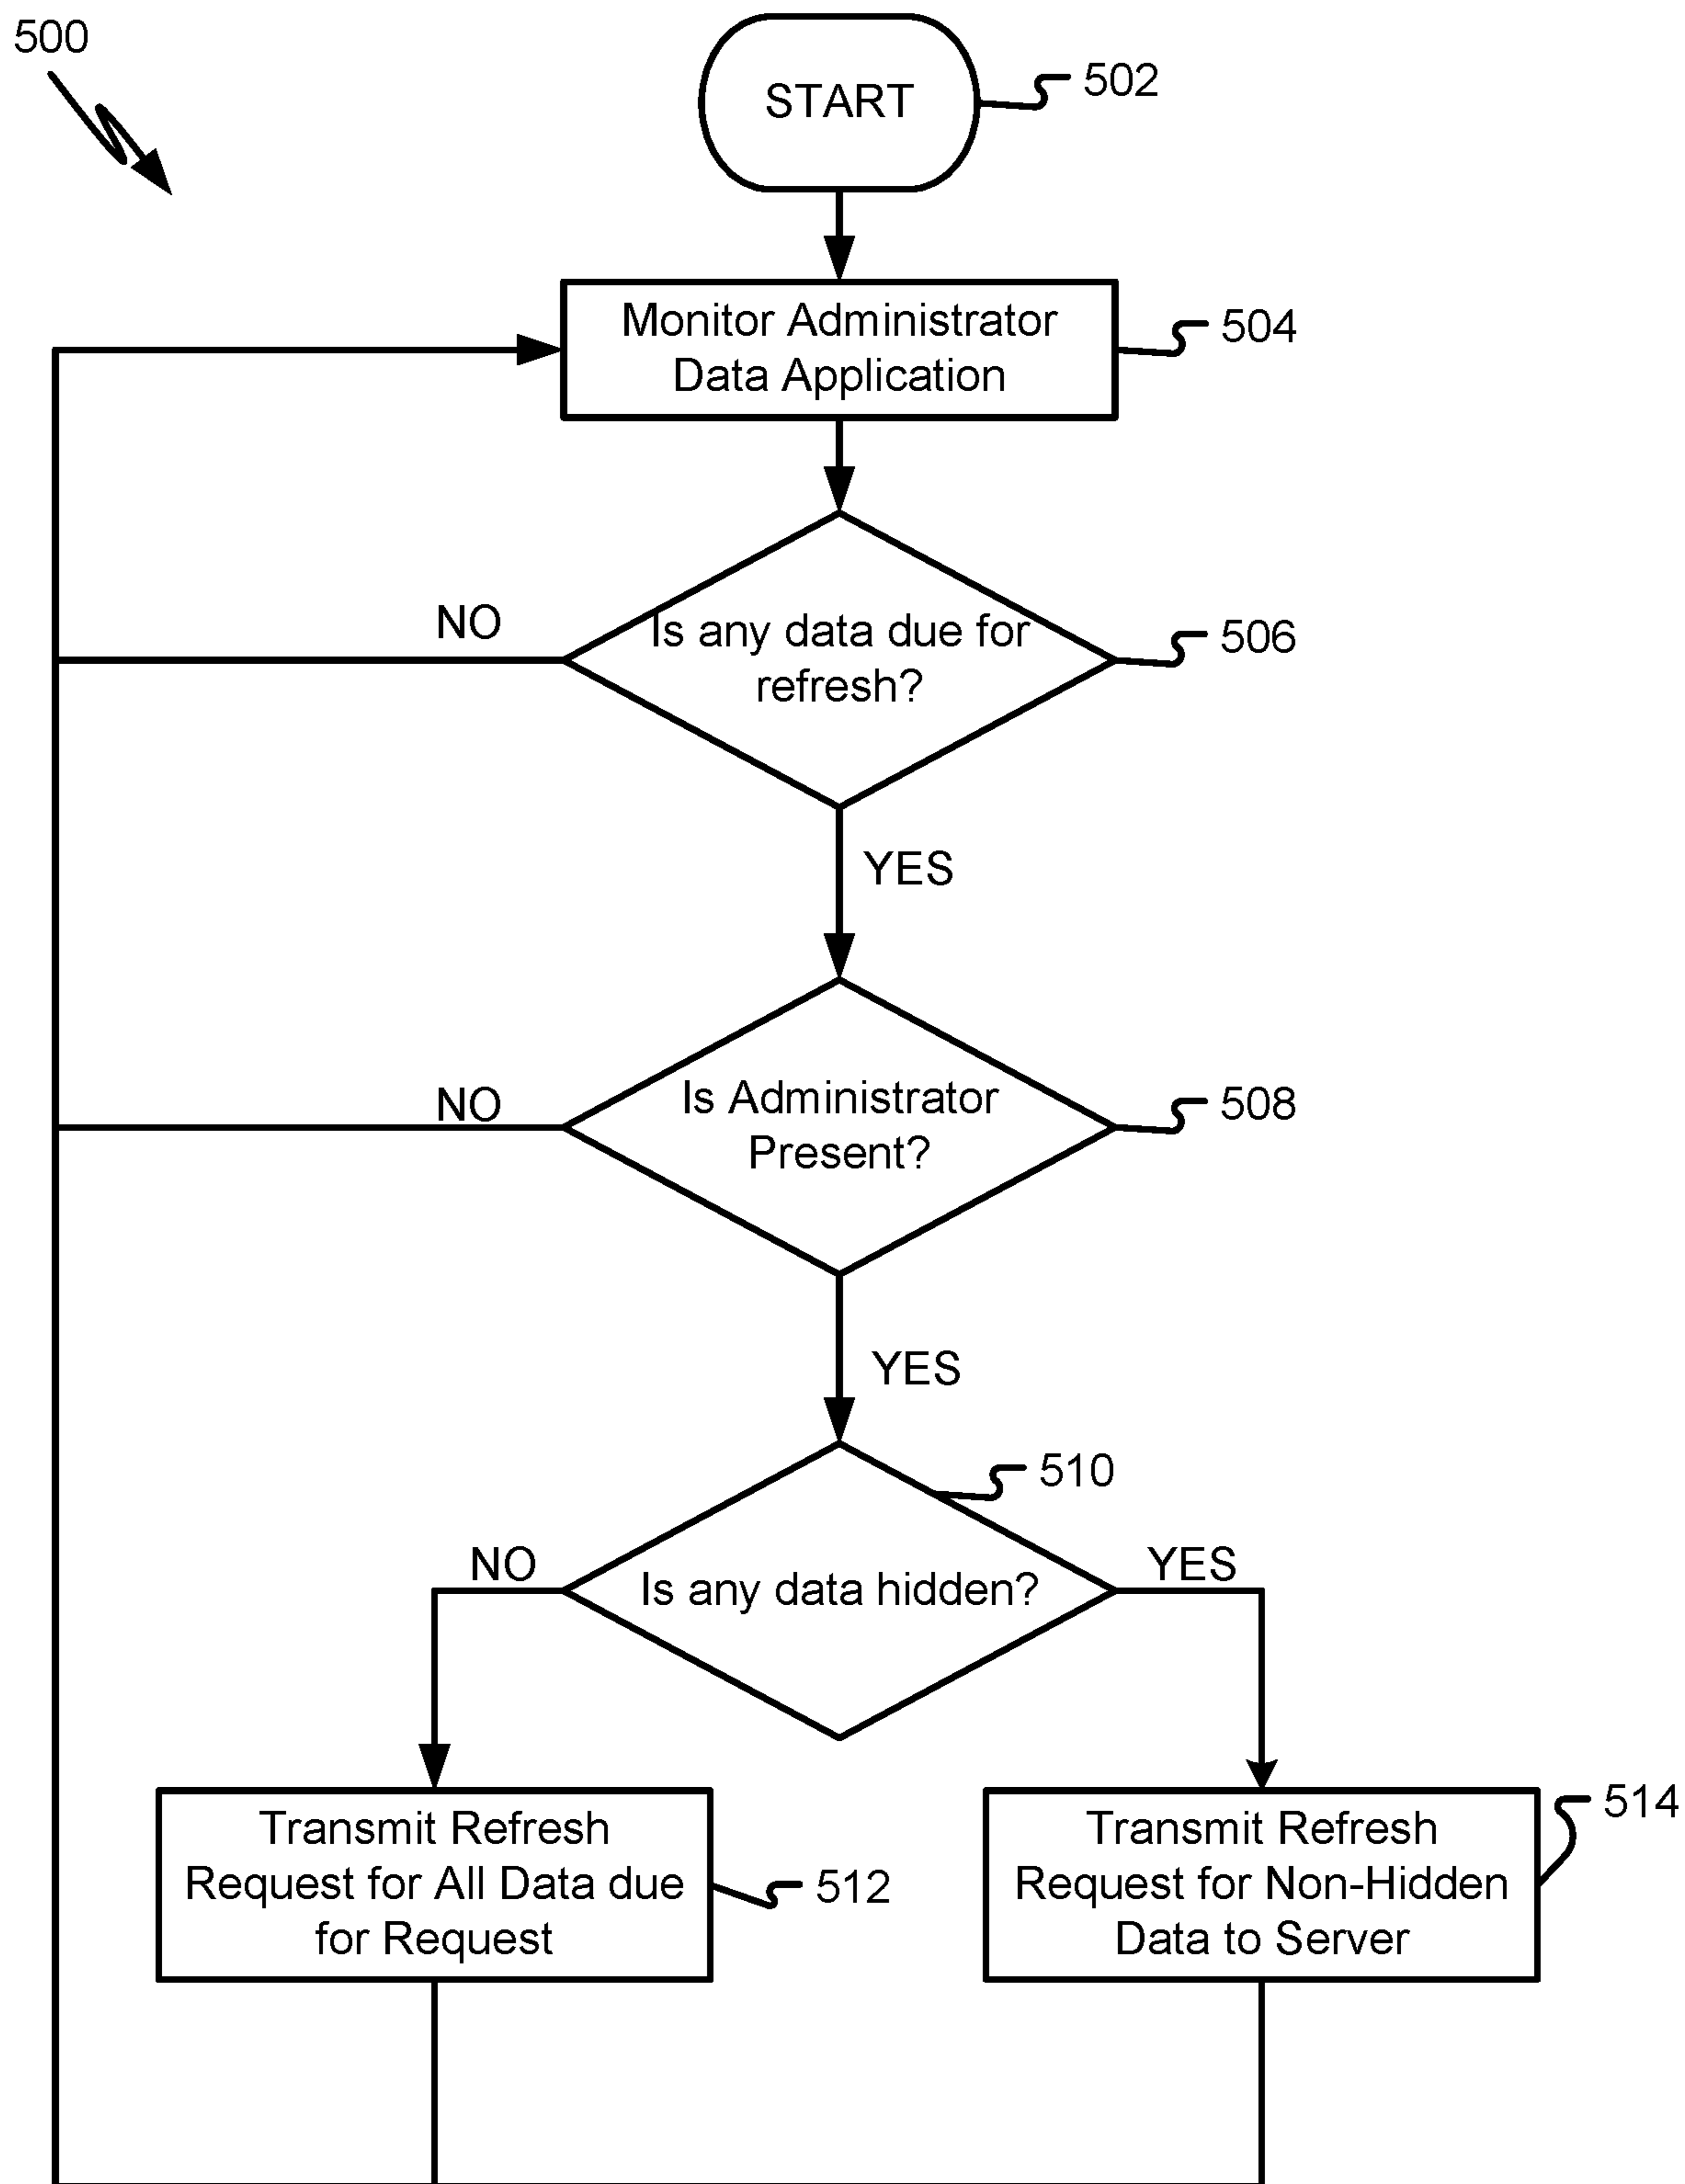 500
START
502
Monitor Administrator
Data Application
504
NO
Is any data due for
refresh?
506
YES
NO
Is Administrator
Present?
508
YES
510
NO
Is any data hidden?
YES
Transmit Refresh
Request for All Data due
for Request
512
Transmit Refresh
Request for Non-Hidden
Data to Server
514